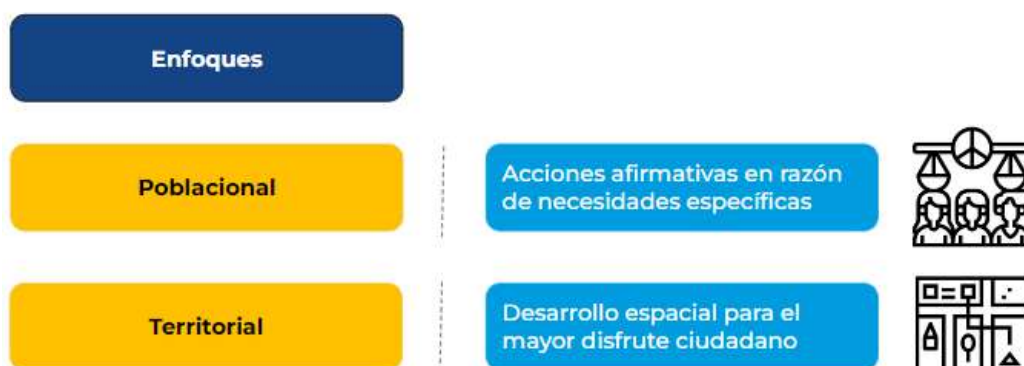 Enfoques
Poblacional
Acciones afirmativas en razón
de necesidades específicas
Territorial
Desarrollo espacial para el
mayor disfrute ciudadano